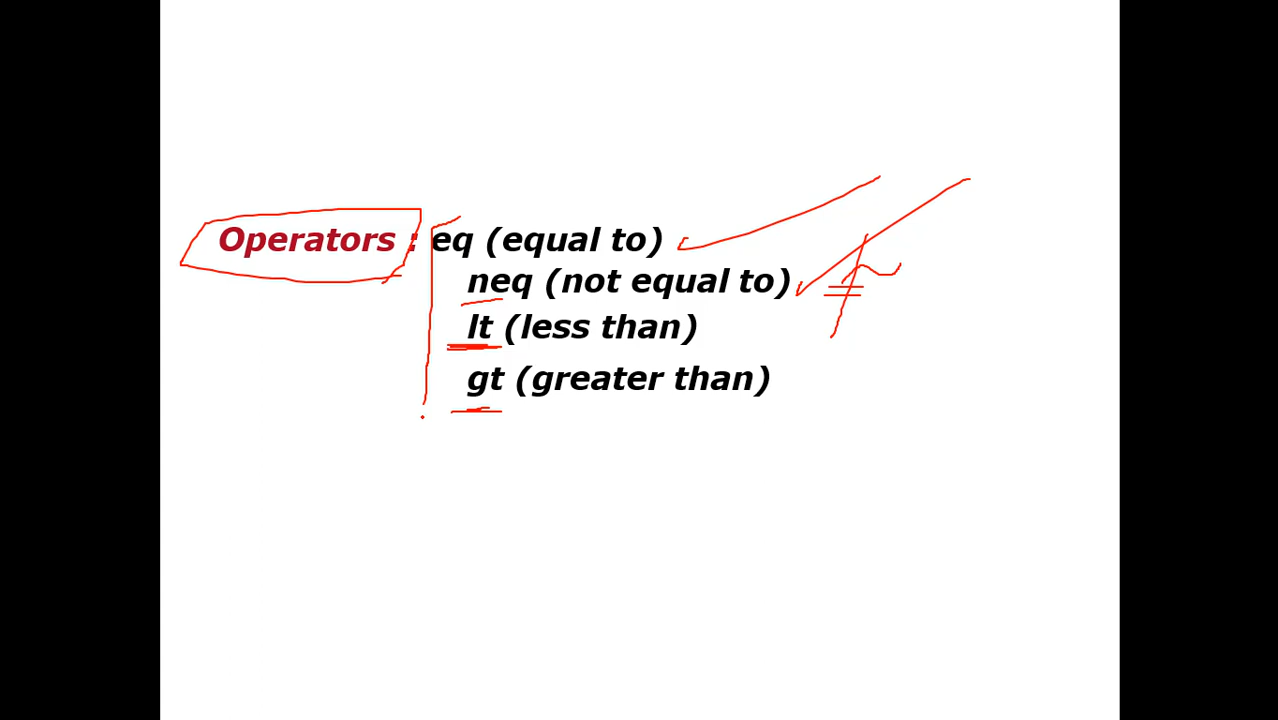 Operators : eq (equal to)
neq (not equal to)
lt (less than)
gt (greater than)